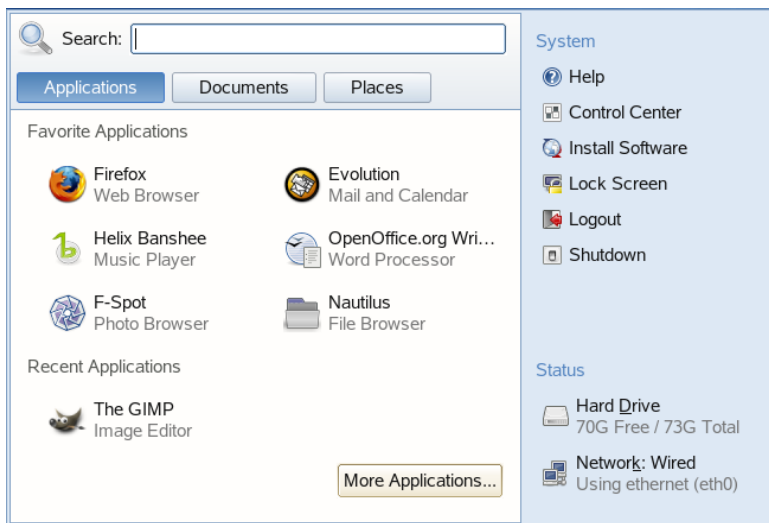 Search:
Applications
Documents
Places
Favorite Applications
Firefox
Web Browser
Evolution
Mail and Calendar
Helix Banshee
Music Player
OpenOffice.org Wri...
Word Processor
F-Spot
Photo Browser
Nautilus
File Browser
Recent Applications
The GIMP
Image Editor
More Applications...
System
Help
Control Center
Install Software
Lock Screen
Logout
Shutdown
Status
Hard Drive
70G Free / 73G Total
Network: Wired
Using ethernet (eth0)